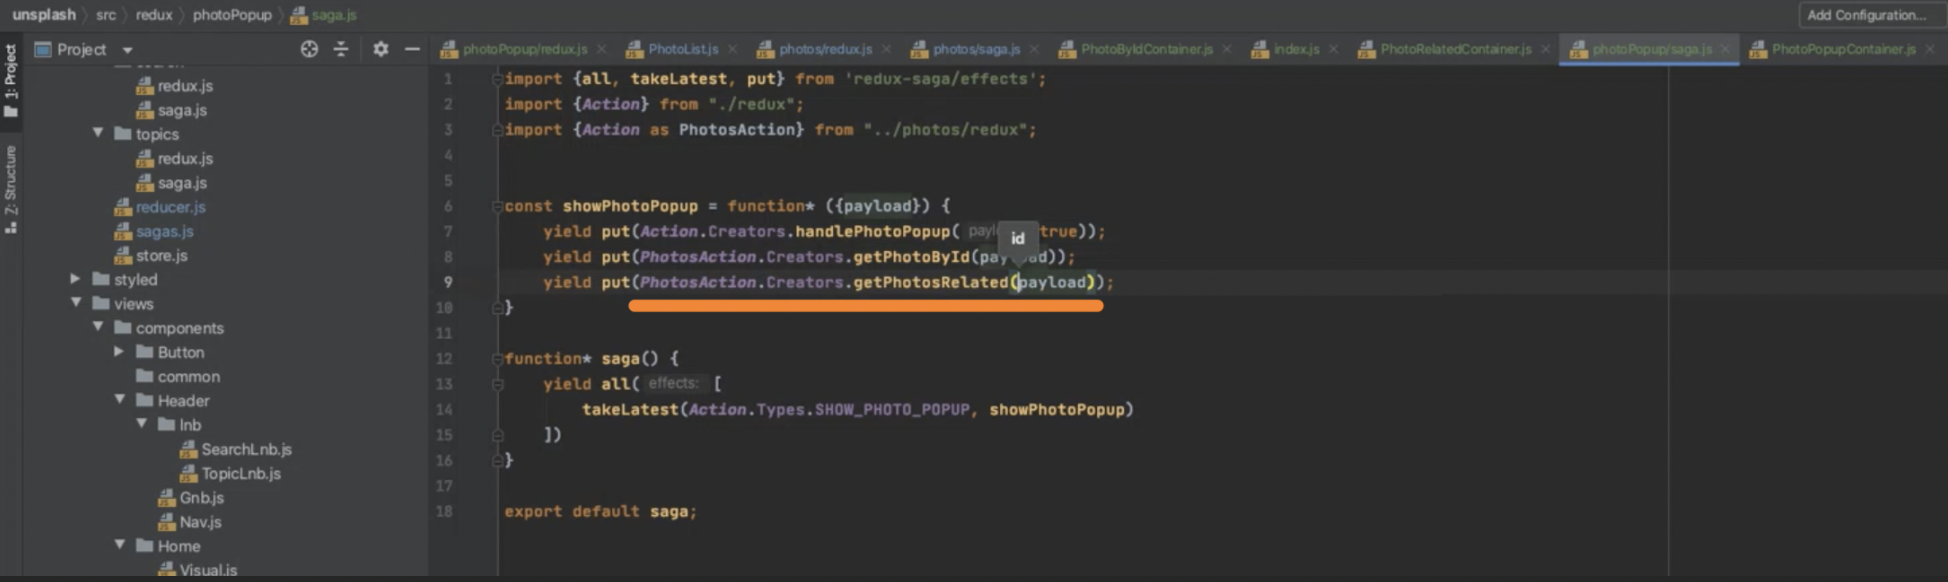 unsplash src redux photoPopup saga.js
Add Configuration...
1: Project
Z: Structure
Project
redux.js
saga.js
topics
redux.js
saga.js
reducer.js
sagas.js
store.js
styled
views
components
Button
common
Header
lnb
SearchLnb.js
TopicLnb.js
Gnb.js
Nav.js
Home
Visual.js
photoPopup/redux.js PhotoList.js photos/redux.js photos/saga.js PhotoByIdContainer.js index.js PhotoRelatedContainer.js photoPopup/saga.js PhotoPopupContainer.js
1 import {all, takeLatest, put} from 'redux-saga/effects';
2 import {Action} from "./redux";
3 import {Action as PhotosAction} from "../photos/redux";
4
5
6 const showPhotoPopup = function* ({payload}) {
7 yield put(Action.Creators.handlePhotoPopup( true));
id
8 yield put(PhotosAction.Creators.getPhotoById(payload));
9 yield put(PhotosAction.Creators.getPhotosRelated(payload));
10 }
11
12 function* saga() {
13 yield all( effects: [
14 takeLatest(Action.Types.SHOW_PHOTO_POPUP, showPhotoPopup)
15 ])
16 }
17
18 export default saga;